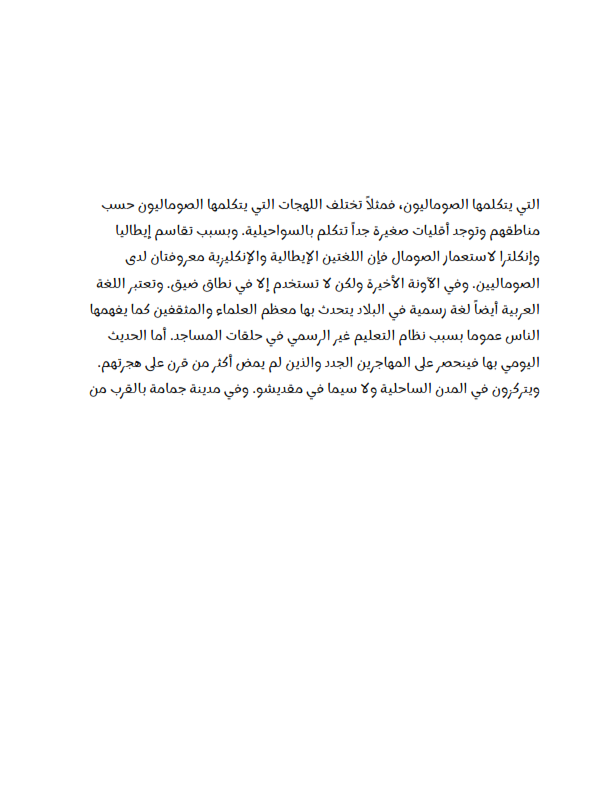 التي يتكلمها الصوماليون، فمثلاً تختلف اللهجات التي يتكلمها الصوماليون حسب
مناطقهم وتوجد أقليات صغيرة جداً تتكلم بالسواحيلية. وبسبب تقاسم إيطاليا
وإنكلترا لاستعمار الصومال فإن اللغتين الإيطالية والإنكليزية معروفتان لدى
الصوماليين. وفي الآونة الأخيرة ولكن لا تستخدم إلا في نطاق ضيق. وتعتبر اللغة
العربية أيضاً لغة رسمية في البلاد يتحدث بها معظم العلماء والمثقفين كما يفهمها
الناس عموما بسبب نظام التعليم غير الرسمي في حلقات المساجد. أما الحديث
اليومي بها فينحصر على المهاجرين الجدد والذين لم يمض أكثر من قرن على هجرتهم.
ويتركزون في المدن الساحلية ولا سيما في مقديشو. وفي مدينة جمامة بالقرب من